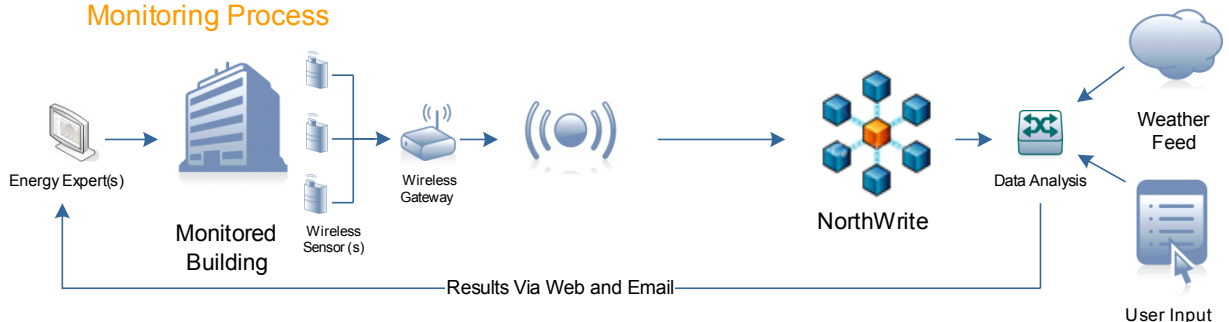 Monitoring Process
Energy Expert(s)
Monitored
Building
Wireless
Sensor (s)
Wireless
Gateway
NorthWrite
Data Analysis
Weather
Feed
User Input
Results Via Web and Email